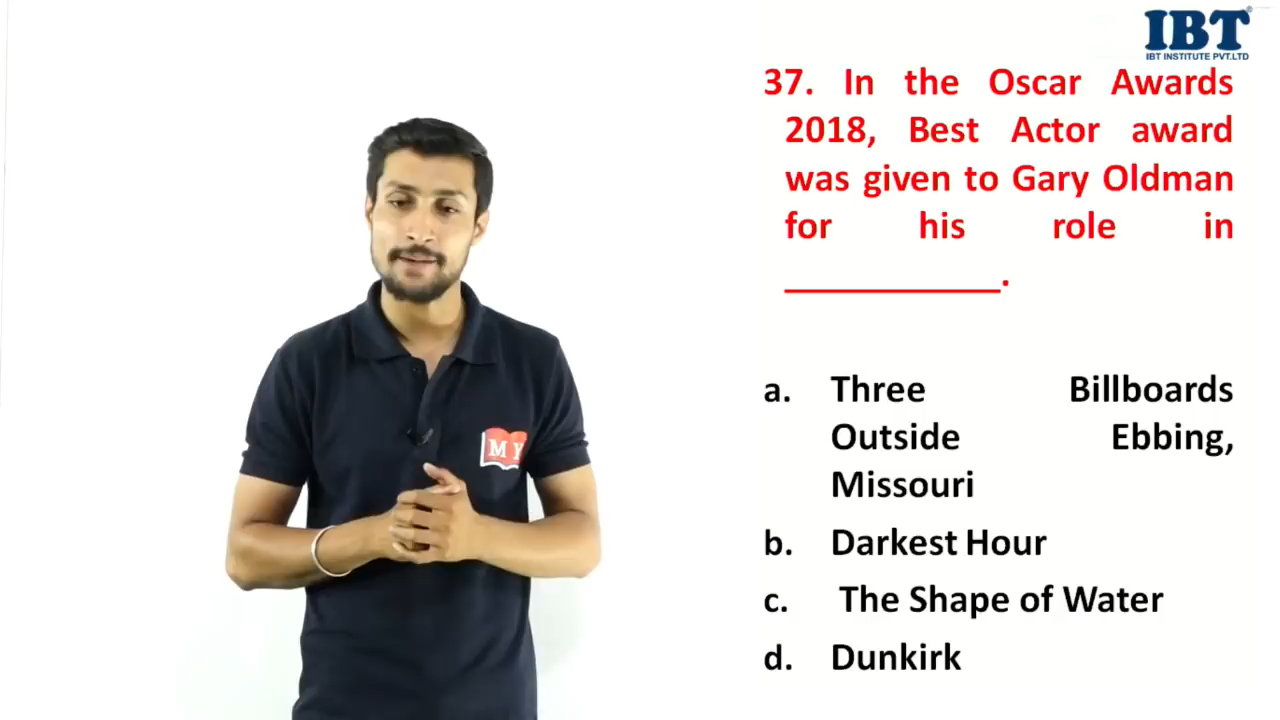 IBT
IBT INSTITUTE PVT.LTD
37. In the Oscar Awards
2018, Best Actor award
was given to Gary Oldman
for his role in
____________.
a. Three Billboards
Outside Ebbing,
Missouri
b. Darkest Hour
c. The Shape of Water
d. Dunkirk
M Y